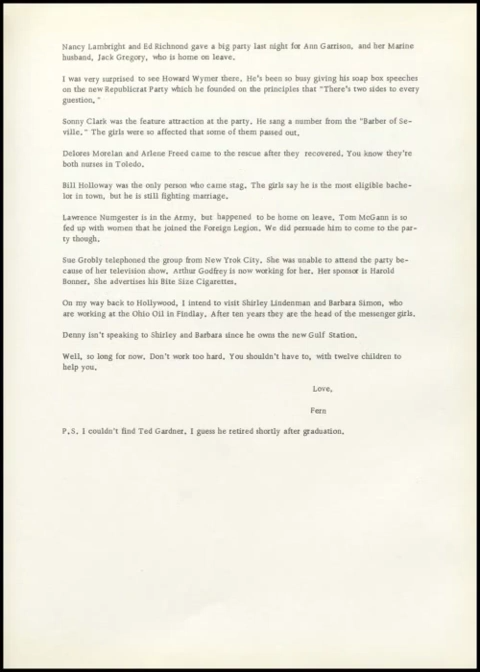 Nancy Lambright and Ed Richnond gave a big party last night for Ann Garrison, and her Marine
husband, Jack Gregory, who is home on leave.
I was very surprised to see Howard Wymer there. He's been so busy giving his soap box speeches
on the new Republicrat Party which he founded on the principles that "There's two sides to every
question."
Sonny Clark was the feature attraction at the party. He sang a number from the "Barber of Se-
ville." The girls were so affected that some of them passed out.
Delores Morelan and Arlene Freed came to the rescue after they recovered. You know they're
both nurses in Toledo.
Bill Holloway was the only person who came stag. The girls say he is the most eligible bache-
lor in town, but he is still fighting marriage.
Lawrence Numgester is in the Army, but happened to be home on leave. Tom McGann is so
fed up with women that he joined the Foreign Legion. We did persuade him to come to the par-
ty though.
Sue Grobly telephoned the group from New Yrok City. She was unable to attend the party be-
cause of her television show. Arthur Godfrey is now working for her. Her sponsor is Harold
Bonner. She advertises his Bite Size Cigarettes.
On my way back to Hollywood, I intend to visit Shirley Lindenman and Barbara Simon, who
are working at the Ohio Oil in Findlay. After ten years they are the head of the messenger girls.
Denny isn't speaking to Shirley and Barbara since he owns the new Gulf Station.
Well, so long for now. Don't work too hard. You shouldn't have to, with twelve children to
help you.
Love,
Fern
P.S. I couldn't find Ted Gardner. I guess he retired shortly after graduation.